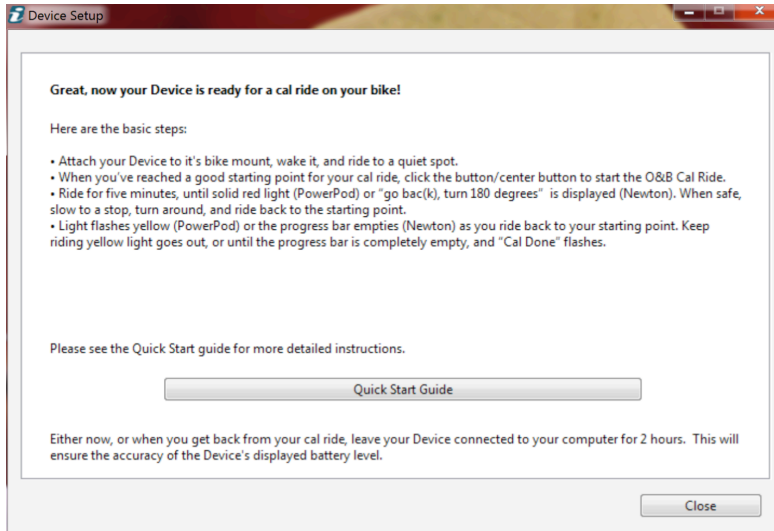 Device Setup
Great, now your Device is ready for a cal ride on your bike!
Here are the basic steps:
• Attach your Device to it's bike mount, wake it, and ride to a quiet spot.
• When you've reached a good starting point for your cal ride, click the button/center button to start the O&B Cal Ride.
• Ride for five minutes, until solid red light (PowerPod) or "go bac(k), turn 180 degrees"  is displayed (Newton). When safe,
slow to a stop, turn around, and ride back to the starting point.
• Light flashes yellow (PowerPod) or the progress bar empties (Newton) as you ride back to your starting point. Keep
riding yellow light goes out, or until the progress bar is completely empty, and "Cal Done" flashes.
Please see the Quick Start guide for more detailed instructions.
Quick Start Guide
Either now, or when you get back from your cal ride, leave your Device connected to your computer for 2 hours.  This will
ensure the accuracy of the Device's displayed battery level.
Close